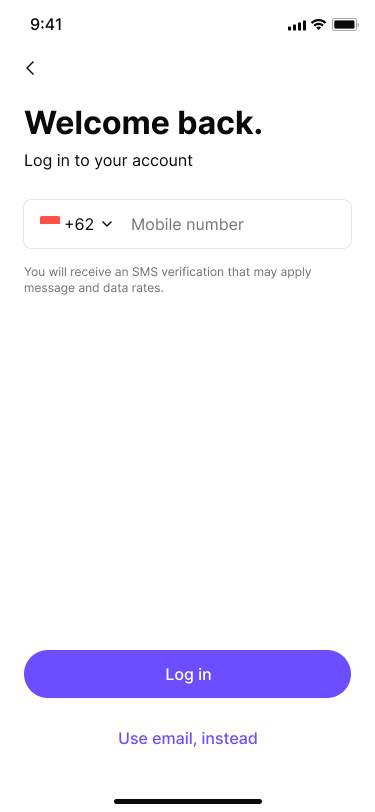 9:41
Welcome back.
Log in to your account
+62 Mobile number
You will receive an SMS verification that may apply
message and data rates.
Log in
Use email, instead